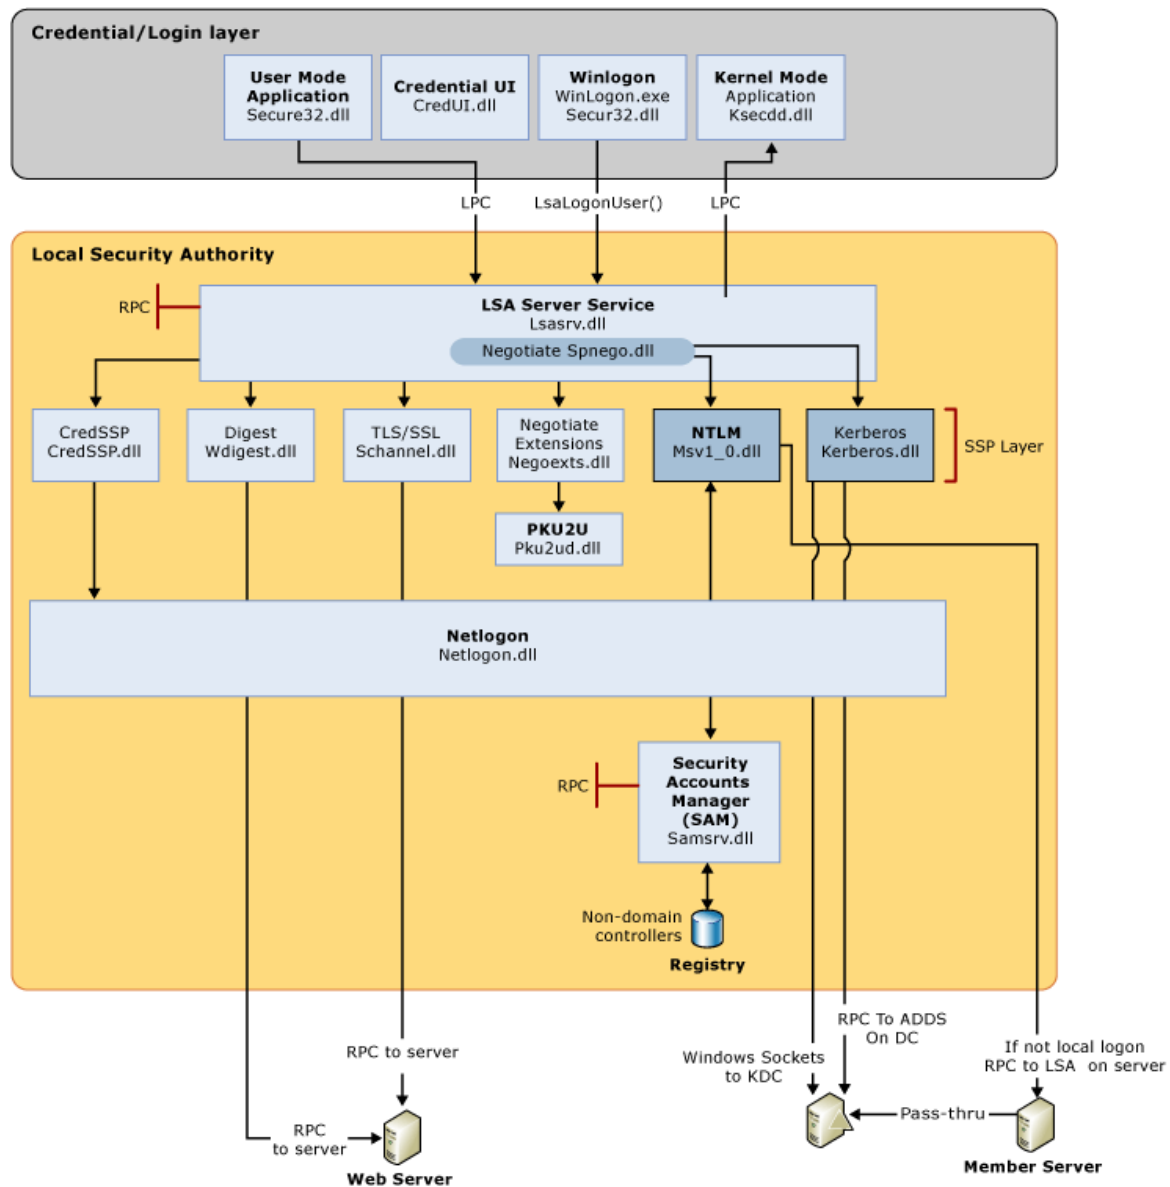 Credential/Login layer
User Mode
Application
Secure32.dll
Credential UI
CredUI.dll
Winlogon
WinLogon.exe
Secur32.dll
Kernel Mode
Application
Ksecdd.dll
LPC
LsaLogonUser()
LPC
Local Security Authority
RPC
LSA Server Service
Lsasrv.dll
Negotiate Spnego.dll
CredSSP
CredSSP.dll
Digest
Wdigest.dll
TLS/SSL
Schannel.dll
Negotiate
Extensions
Negoexts.dll
NTLM
Msv1_0.dll
Kerberos
Kerberos.dll
SSP Layer
PKU2U
Pku2ud.dll
Netlogon
Netlogon.dll
RPC
Security
Accounts
Manager
(SAM)
Samsrv.dll
Non-domain
controllers
Registry
RPC to server
RPC
to server
Web Server
Windows Sockets
to KDC
RPC To ADDS
On DC
If not local logon
RPC to LSA on server
Pass-thru
Member Server